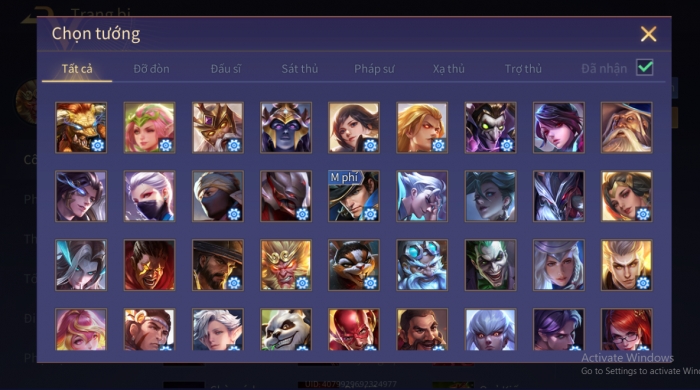 Trang bị
Chọn tướng
Tất cả
Đỡ đòn
Đấu sĩ
Sát thủ
Pháp sư
Xạ thủ
Trợ thủ
Đã nhận
M phí
Activate Windows
Go to Settings to activate Win